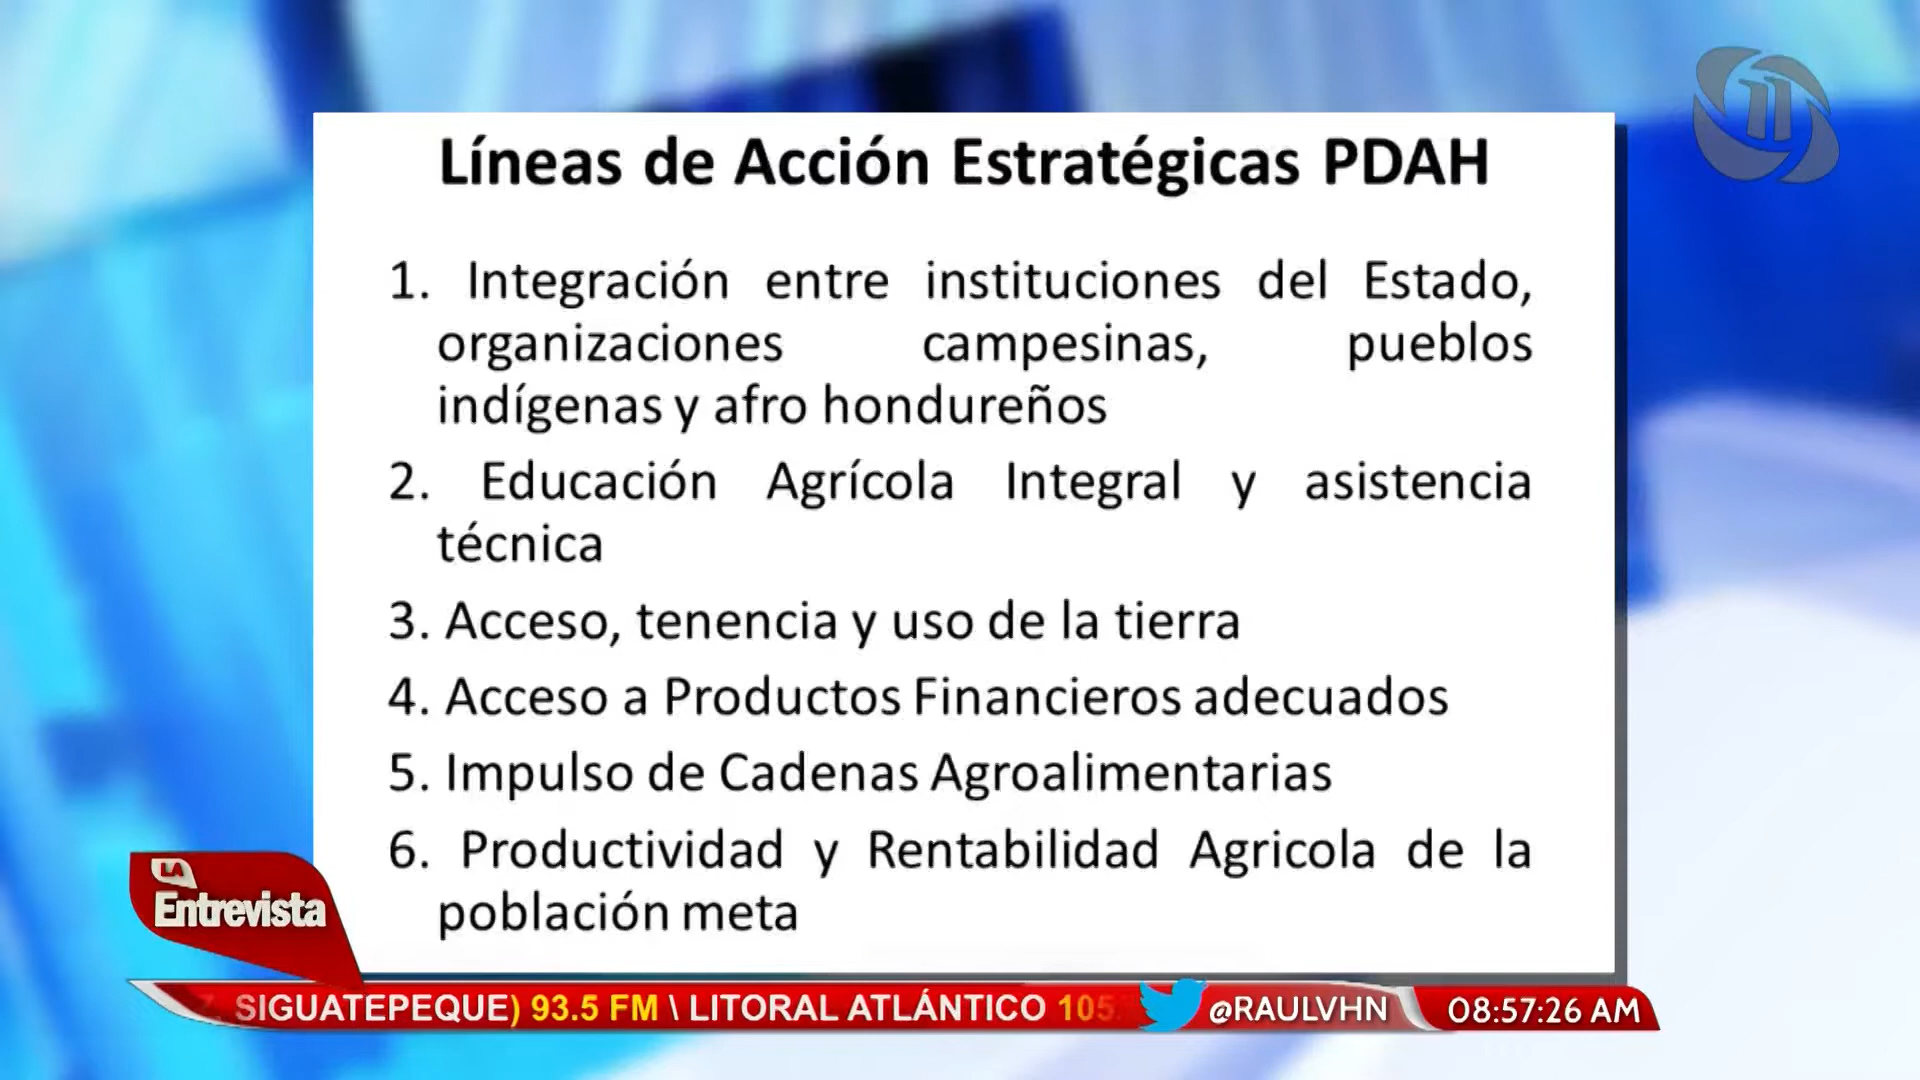 Líneas de Acción Estratégicas PDAH
1. Integración entre instituciones del Estado,
organizaciones campesinas, pueblos
indígenas y afro hondureños
2. Educación Agrícola Integral y asistencia
técnica
3. Acceso, tenencia y uso de la tierra
4. Acceso a Productos Financieros adecuados
5. Impulso de Cadenas Agroalimentarias
6. Productividad y Rentabilidad Agricola de la
población meta
LA
Entrevista
SIGUATEPEQUE) 93.5 FM \ LITORAL ATLÁNTICO 105. @RAULVHN 08:57:26 AM